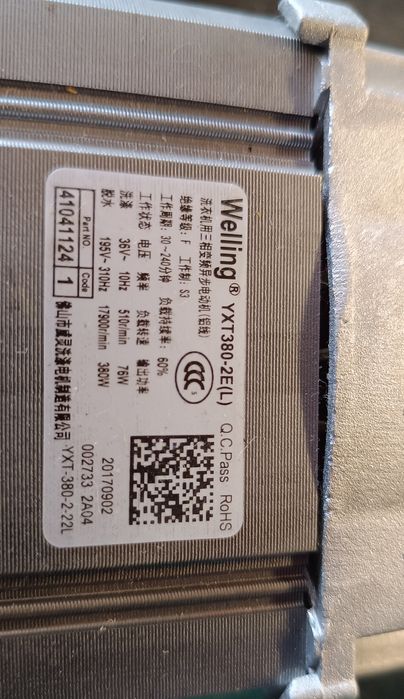 Welling® YXT380-2E(L) Q.C.Pass RoHS
洗衣机用三相变频异步电动机(铝线)
绝缘等级: F 工作制: S3
CCC S
工作周期: 30~240分钟 负载持续率: 60%
工作状态 电压 频率 负载转速 输出功率
洗涤 36V~ 10Hz 510r/min 76W
脱水 195V~ 310Hz 17900r/min 380W
20170902
002733 2A04
Part NO Code
41041124 1
佛山市威灵洗涤电机制造有限公司 YXT-380-2-22L